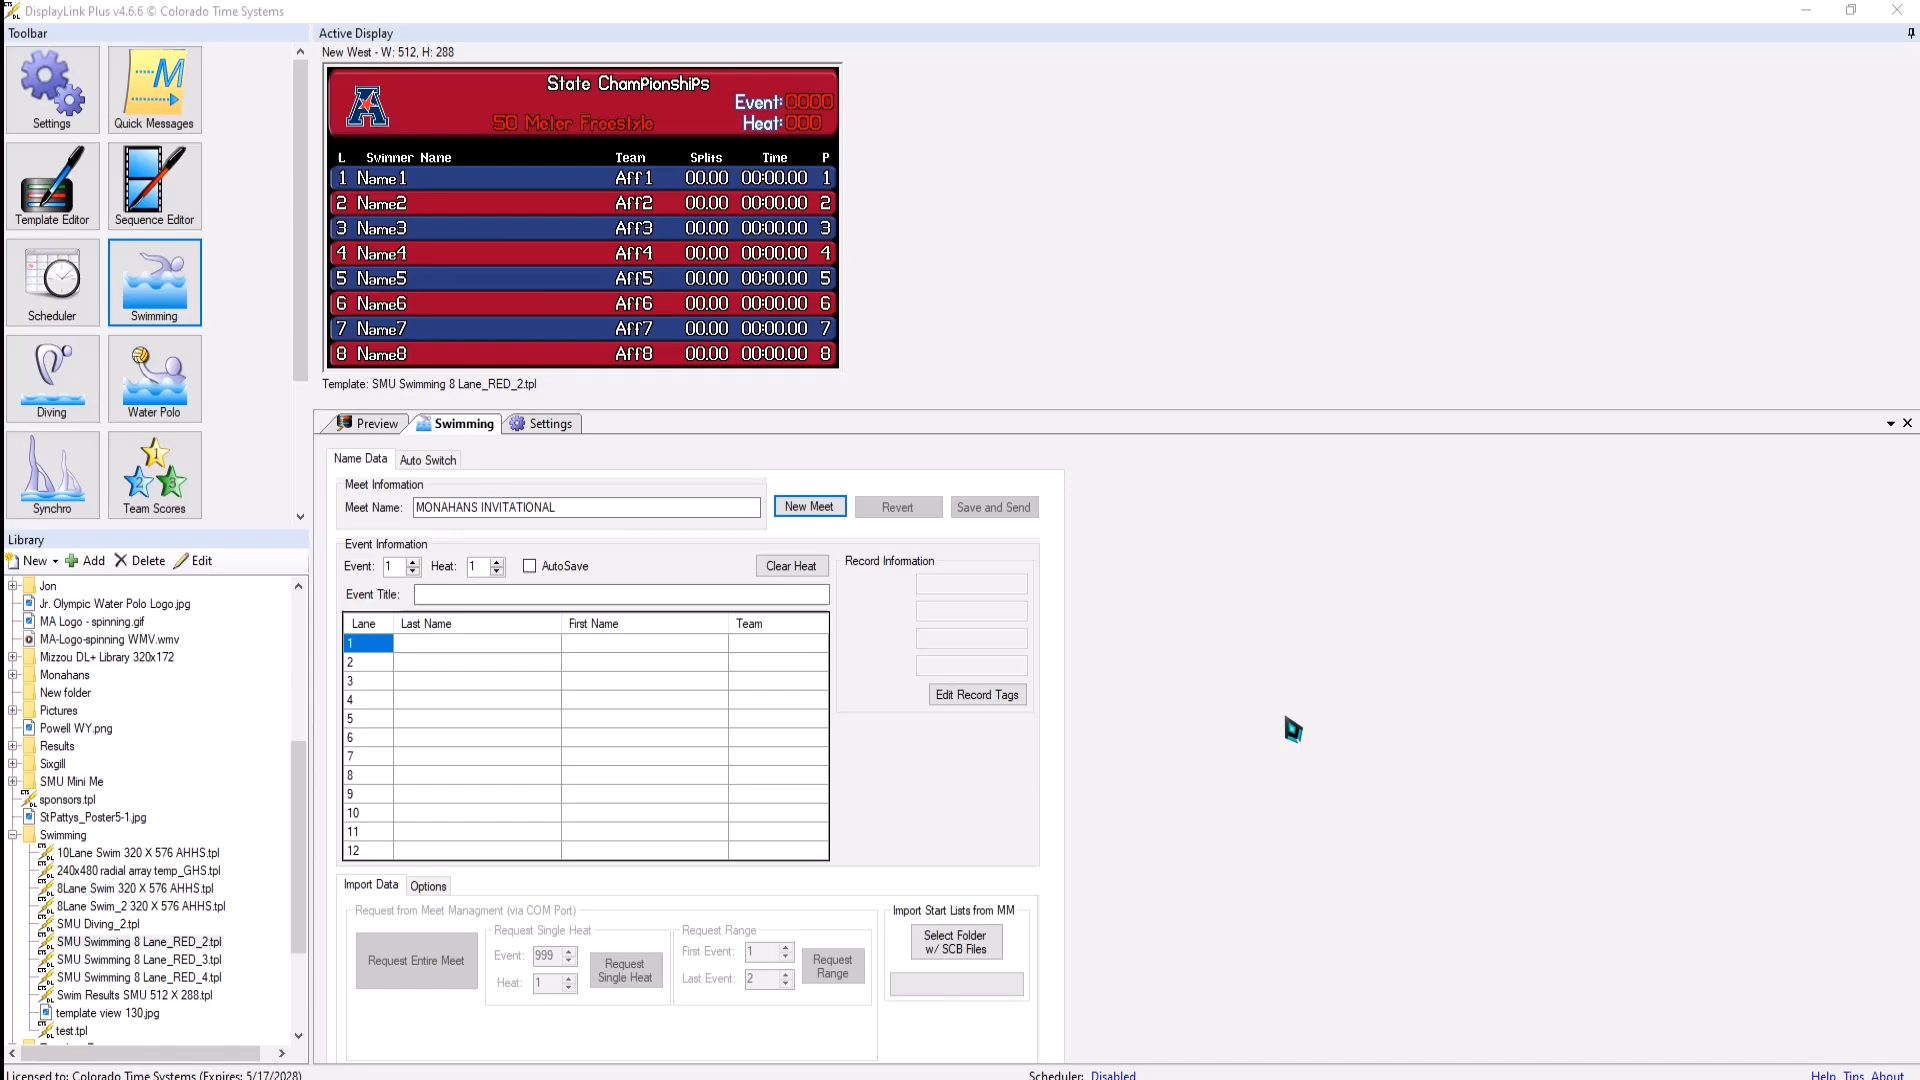 DisplayLink Plus v4.6.6 © Colorado Time Systems
Toolbar
Settings
Quick Messages
Template Editor
Sequence Editor
Scheduler
Swimming
Diving
Water Polo
Synchro
Team Scores
Library
New
Add
Delete
Edit
Jon
Jr. Olympic Water Polo Logo.jpg
MA Logo - spinning.gif
MA-Logo-spinning WMV.wmv
Mizzou DL+ Library 320x172
Monahans
New folder
Pictures
Powell WY.png
Results
Sixgill
SMU Mini Me
sponsors.tpl
StPattys_Poster5-1.jpg
Swimming
10Lane Swim 320 X 576 AHHS.tpl
240x480 radial array temp_GHS.tpl
8Lane Swim 320 X 576 AHHS.tpl
8Lane Swim_2 320 X 576 AHHS.tpl
SMU Diving_2.tpl
SMU Swimming 8 Lane_RED_2.tpl
SMU Swimming 8 Lane_RED_3.tpl
SMU Swimming 8 Lane_RED_4.tpl
Swim Results SMU 512 X 288.tpl
template view 130.jpg
test.tpl
Active Display
New West - W: 512, H: 288
State Championships
Event: 0000
50 Meter Freestyle
Heat: 000
L Swimmer Name Team Splits Time P
1 Name1 Aff1 00.00 00:00.00 1
2 Name2 Aff2 00.00 00:00.00 2
3 Name3 Aff3 00.00 00:00.00 3
4 Name4 Aff4 00.00 00:00.00 4
5 Name5 Aff5 00.00 00:00.00 5
6 Name6 Aff6 00.00 00:00.00 6
7 Name7 Aff7 00.00 00:00.00 7
8 Name8 Aff8 00.00 00:00.00 8
Template: SMU Swimming 8 Lane_RED_2.tpl
Preview Swimming Settings
Name Data Auto Switch
Meet Information
Meet Name: MONAHANS INVITATIONAL
New Meet Revert Save and Send
Event Information
Event: 1 Heat: 1 AutoSave Clear Heat
Event Title:
Record Information
Edit Record Tags
Lane Last Name First Name Team
1
2
3
4
5
6
7
8
9
10
11
12
Import Data Options
Request from Meet Managment (via COM Port)
Request Entire Meet
Request Single Heat
Event: 999
Heat: 1
Request
Single Heat
Request Range
First Event: 1
Last Event: 2
Request
Range
Import Start Lists from MM
Select Folder
w/ SCB Files
Licensed to: Colorado Time Systems (Expires: 5/17/2028)
Scheduler: Disabled
Help Tips About